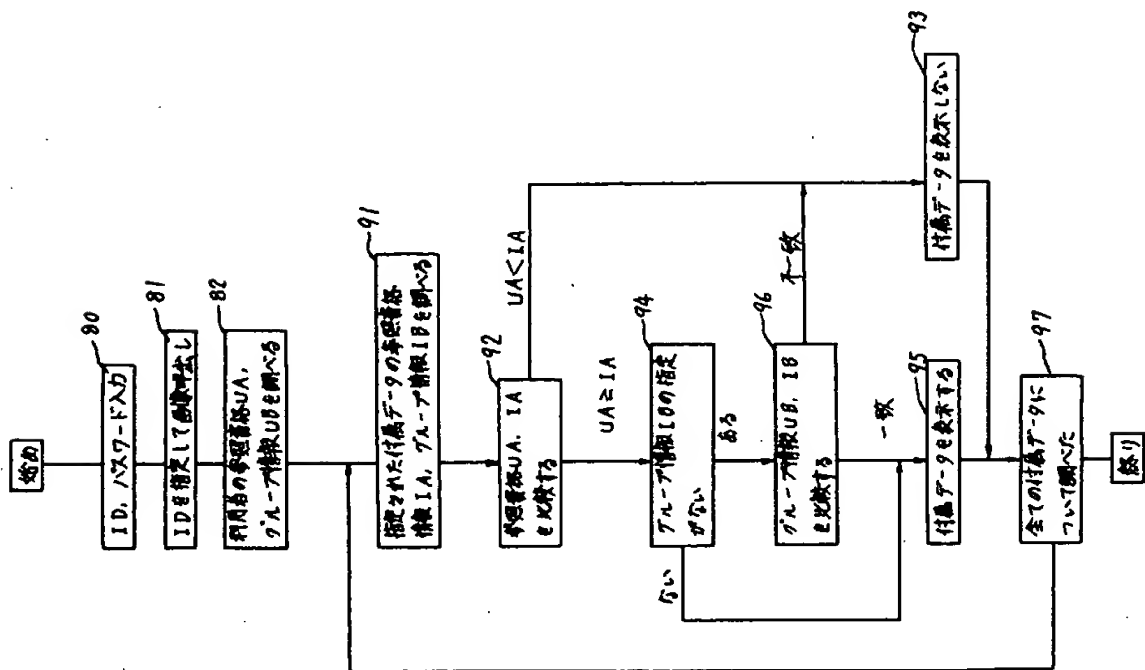 始め
80
ID、パスワード入力
81
IDを指定して画像呼出し
82
利用者の参照資格UA、
グループ情報UBを調べる
91
指定された付属データの参照資格
情報IA、グループ情報IBを調べる
92
参照資格UA、IA
を比較する
UA<IA
UA≧IA
94
グループ情報IBの指定
がない
ない
ある
96
グループ情報UB、IB
を比較する
不一致
一致
93
付属データを表示しない
95
付属データを表示する
97
全ての付属データに
ついて調べた
終り